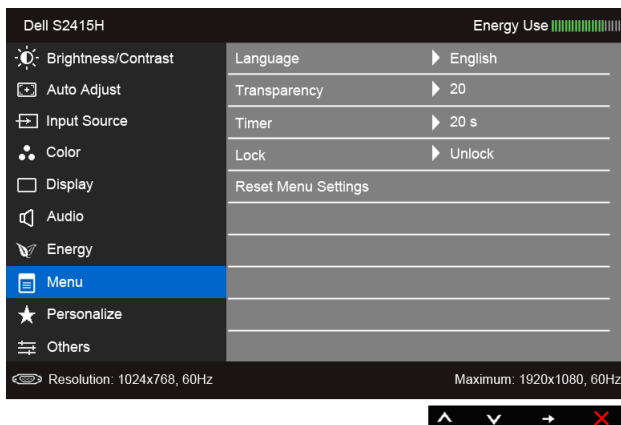 Dell S2415H Energy Use
Brightness/Contrast Language English
Auto Adjust Transparency 20
Input Source Timer 20 s
Color Lock Unlock
Display Reset Menu Settings
Audio
Energy
Menu
Personalize
Others
Resolution: 1024x768, 60Hz Maximum: 1920x1080, 60Hz